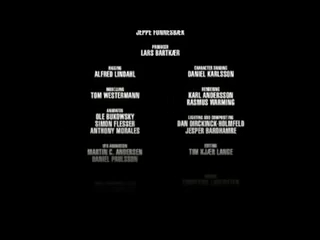 JEPPE FØNNESBÆK
PRODUCER
LARS BARTKÆR
RIGGING
ALFRED LINDAHL
CHARACTER RIGGING
DANIEL KARLSSON
MODELLING
TOM WESTERMANN
RENDERING
KARL ANDERSSON
RASMUS WARMING
ANIMATION
OLE BUKOWSKY
SIMON FLESSER
ANTHONY MORALES
LIGHTING AND COMPOSITING
DAN DIRCKINCK-HOLMFELD
JESPER BARGHAMRE
MARTIN C. ANDERSEN
DANIEL PAULSSON
EDITING
TIM KJÆR LANGE